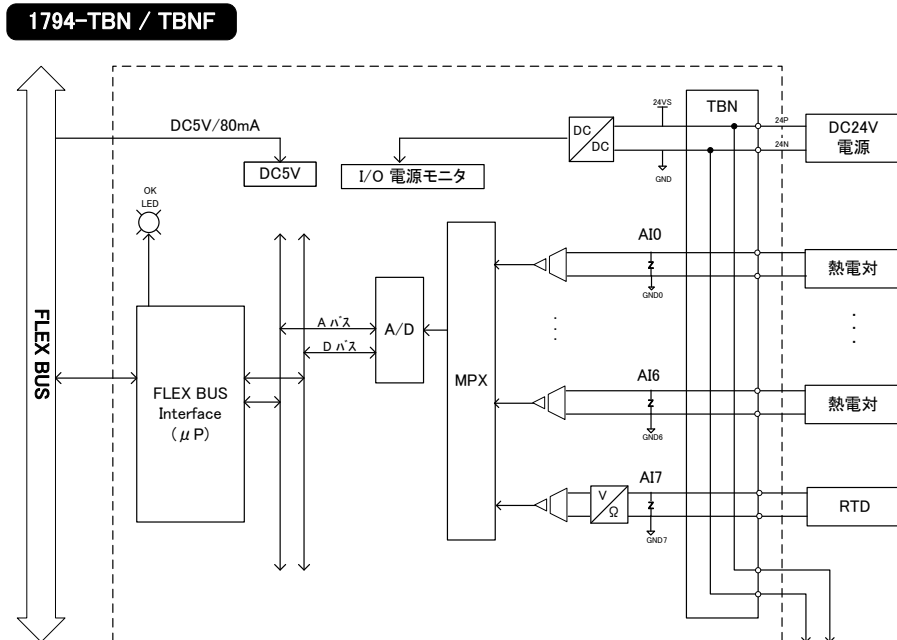 1794-TBN / TBNF
DC5V/80mA
DC5V
I/O 電源モニタ
DC
DC
24VS
GND
TBN
24P
24N
DC24V
電源
OK
LED
FLEX BUS
FLEX BUS
Interface
(μP)
A バス
D バス
A/D
MPX
AI0
Z
GND0
熱電対
AI6
Z
GND6
熱電対
AI7
V
Ω
Z
GND7
RTD